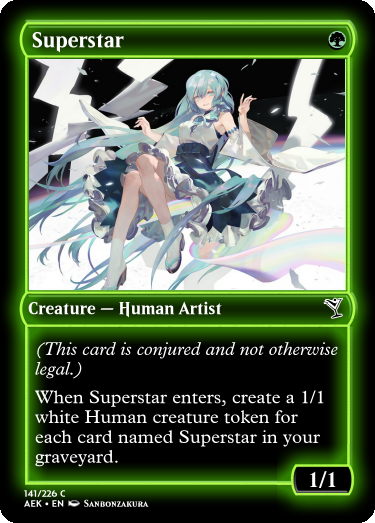 Superstar
Creature — Human Artist
(This card is conjured and not otherwise
legal.)
When Superstar enters, create a 1/1
white Human creature token for
each card named Superstar in your
graveyard.
1/1
141/226 C
AEK • EN Sanbonzakura